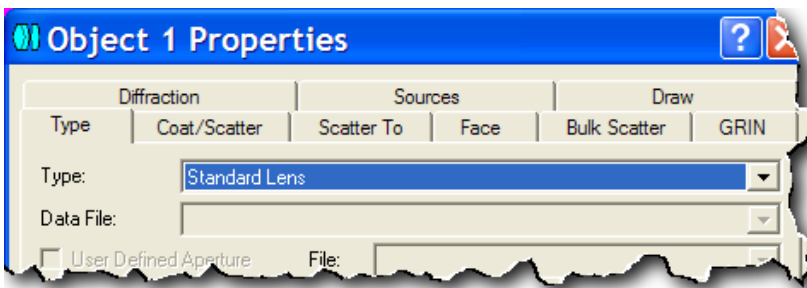 Object 1 Properties ?
Diffraction Sources Draw
Type Coat/Scatter Scatter To Face Bulk Scatter GRIN
Type: Standard Lens
Data File:
User Defined Aperture File: